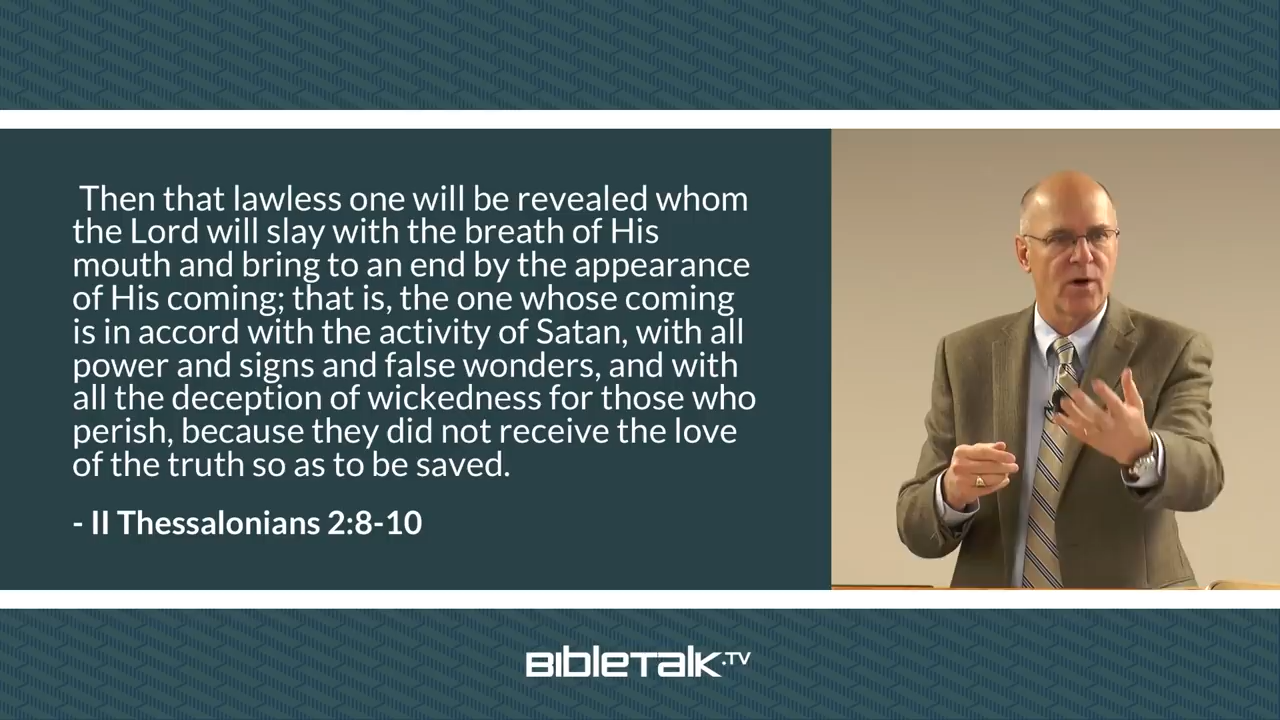 Then that lawless one will be revealed whom
the Lord will slay with the breath of His
mouth and bring to an end by the appearance
of His coming; that is, the one whose coming
is in accord with the activity of Satan, with all
power and signs and false wonders, and with
all the deception of wickedness for those who
perish, because they did not receive the love
of the truth so as to be saved.
- II Thessalonians 2:8-10
BIBLETALK.TV